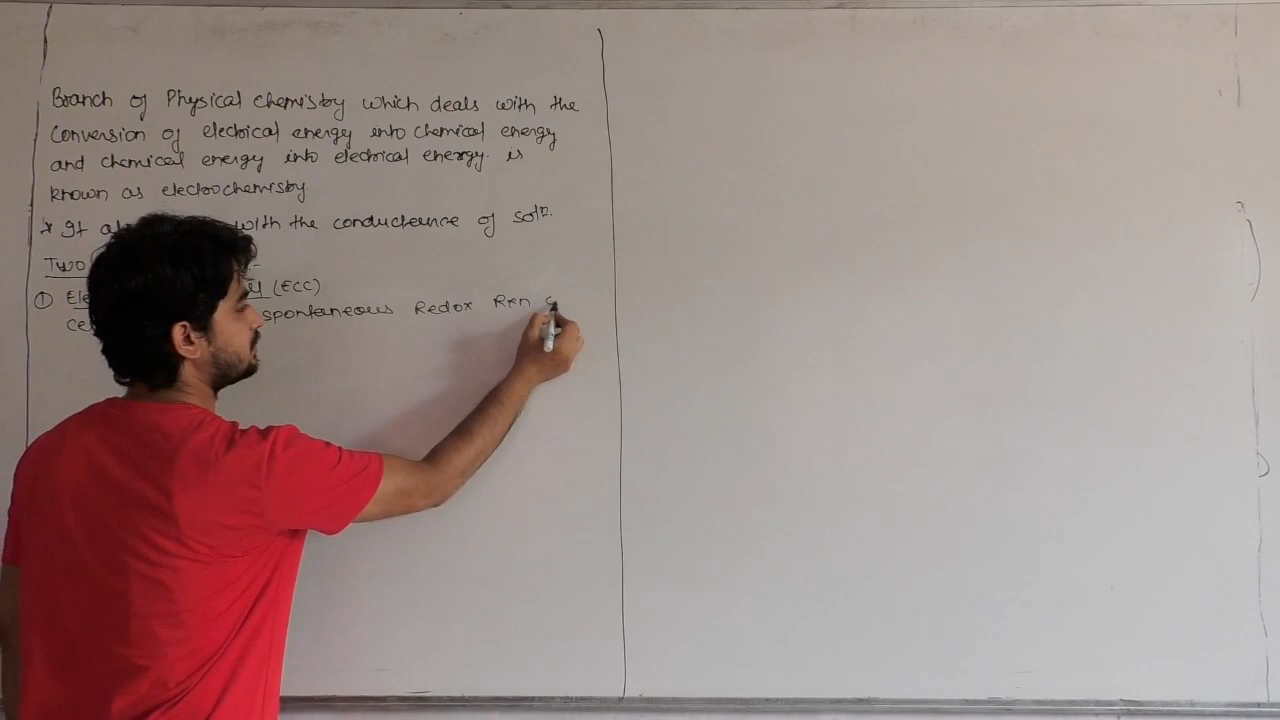 Branch of Physical chemistry which deals with the
Conversion of electrical energy into chemical energy
and chemical energy into electrical energy. is
known as electrochemistry.
* It with the conductance of solⁿ.
Two
① (ECC)
spontaneous Redox Rxn